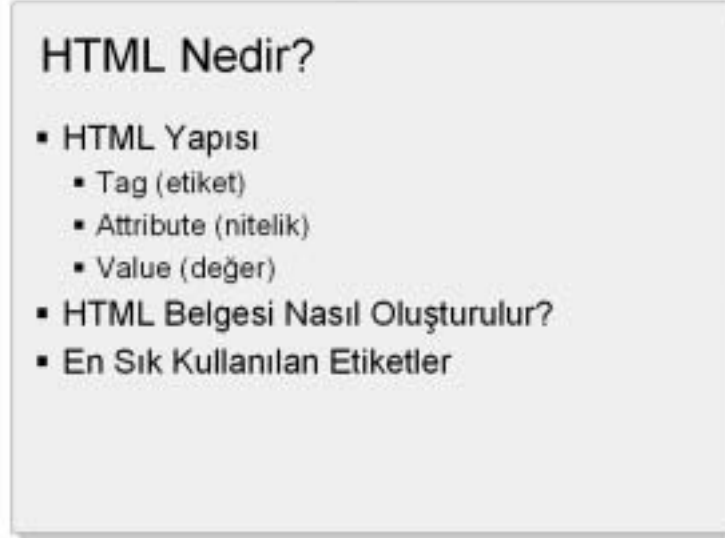 HTML Nedir?
▪ HTML Yapısı
▪ Tag (etiket)
▪ Attribute (nitelik)
▪ Value (değer)
▪ HTML Belgesi Nasıl Oluşturulur?
▪ En Sık Kullanılan Etiketler